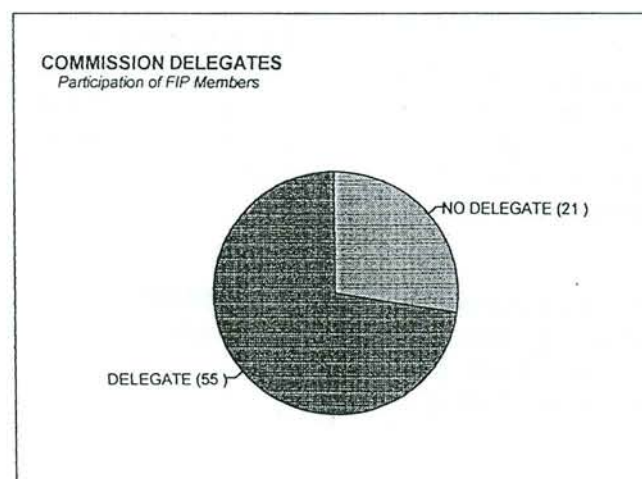 COMMISSION DELEGATES
Participation of FIP Members
NO DELEGATE (21 )
DELEGATE (55 )